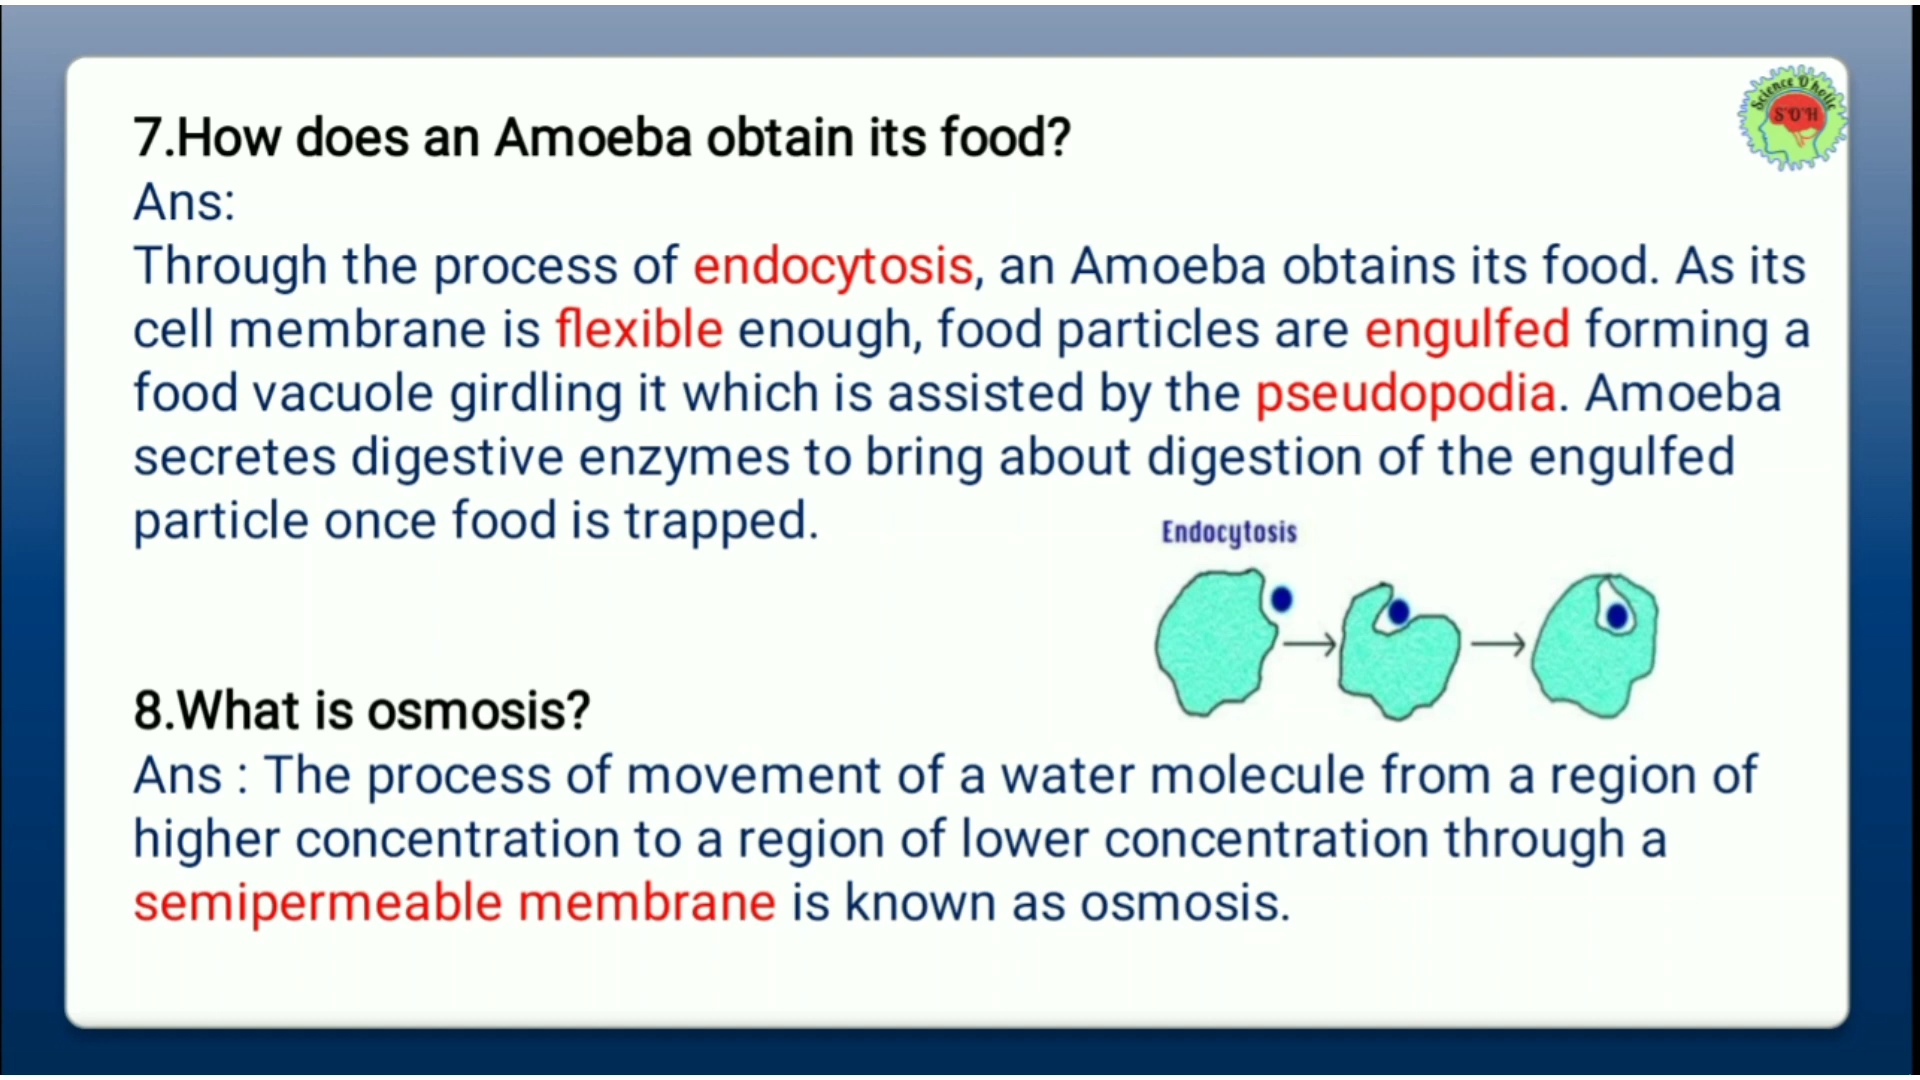 Science D'holic
S'D'H
7.How does an Amoeba obtain its food?
Ans:
Through the process of endocytosis, an Amoeba obtains its food. As its
cell membrane is flexible enough, food particles are engulfed forming a
food vacuole girdling it which is assisted by the pseudopodia. Amoeba
secretes digestive enzymes to bring about digestion of the engulfed
particle once food is trapped.
Endocytosis
8.What is osmosis?
Ans : The process of movement of a water molecule from a region of
higher concentration to a region of lower concentration through a
semipermeable membrane is known as osmosis.